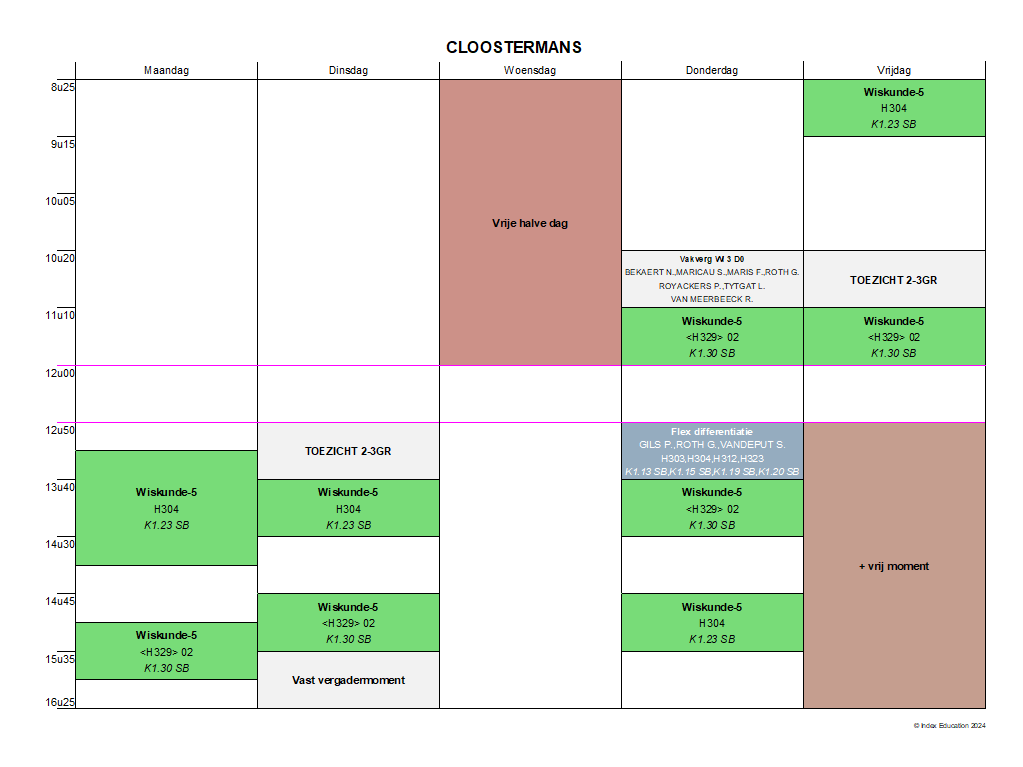 CLOOSTERMANS
Maandag Dinsdag Woensdag Donderdag Vrijdag
8u25
9u15
10u05
10u20
11u10
12u00
12u50
13u40
14u30
14u45
15u35
16u25
Wiskunde-5
H304
K1.23 SB
Wiskunde-5
<H329> 02
K1.30 SB
TOEZICHT 2-3GR
Wiskunde-5
H304
K1.23 SB
Wiskunde-5
<H329> 02
K1.30 SB
Vast vergadermoment
Vrije halve dag
Vakverg W 3 D0
BEKAERT N.,MARICAU S.,MARIS F.,ROTH G.
ROYACKERS P.,TYTGAT L.
VAN MEERBEECK R.
Wiskunde-5
<H329> 02
K1.30 SB
Flex differentiatie
GILS P.,ROTH G.,VANDEPUT S.
H303,H304,H312,H323
K1.13 SB,K1.15 SB,K1.19 SB,K1.20 SB
Wiskunde-5
<H329> 02
K1.30 SB
Wiskunde-5
H304
K1.23 SB
Wiskunde-5
H304
K1.23 SB
TOEZICHT 2-3GR
Wiskunde-5
<H329> 02
K1.30 SB
+ vrij moment
© Index Education 2024